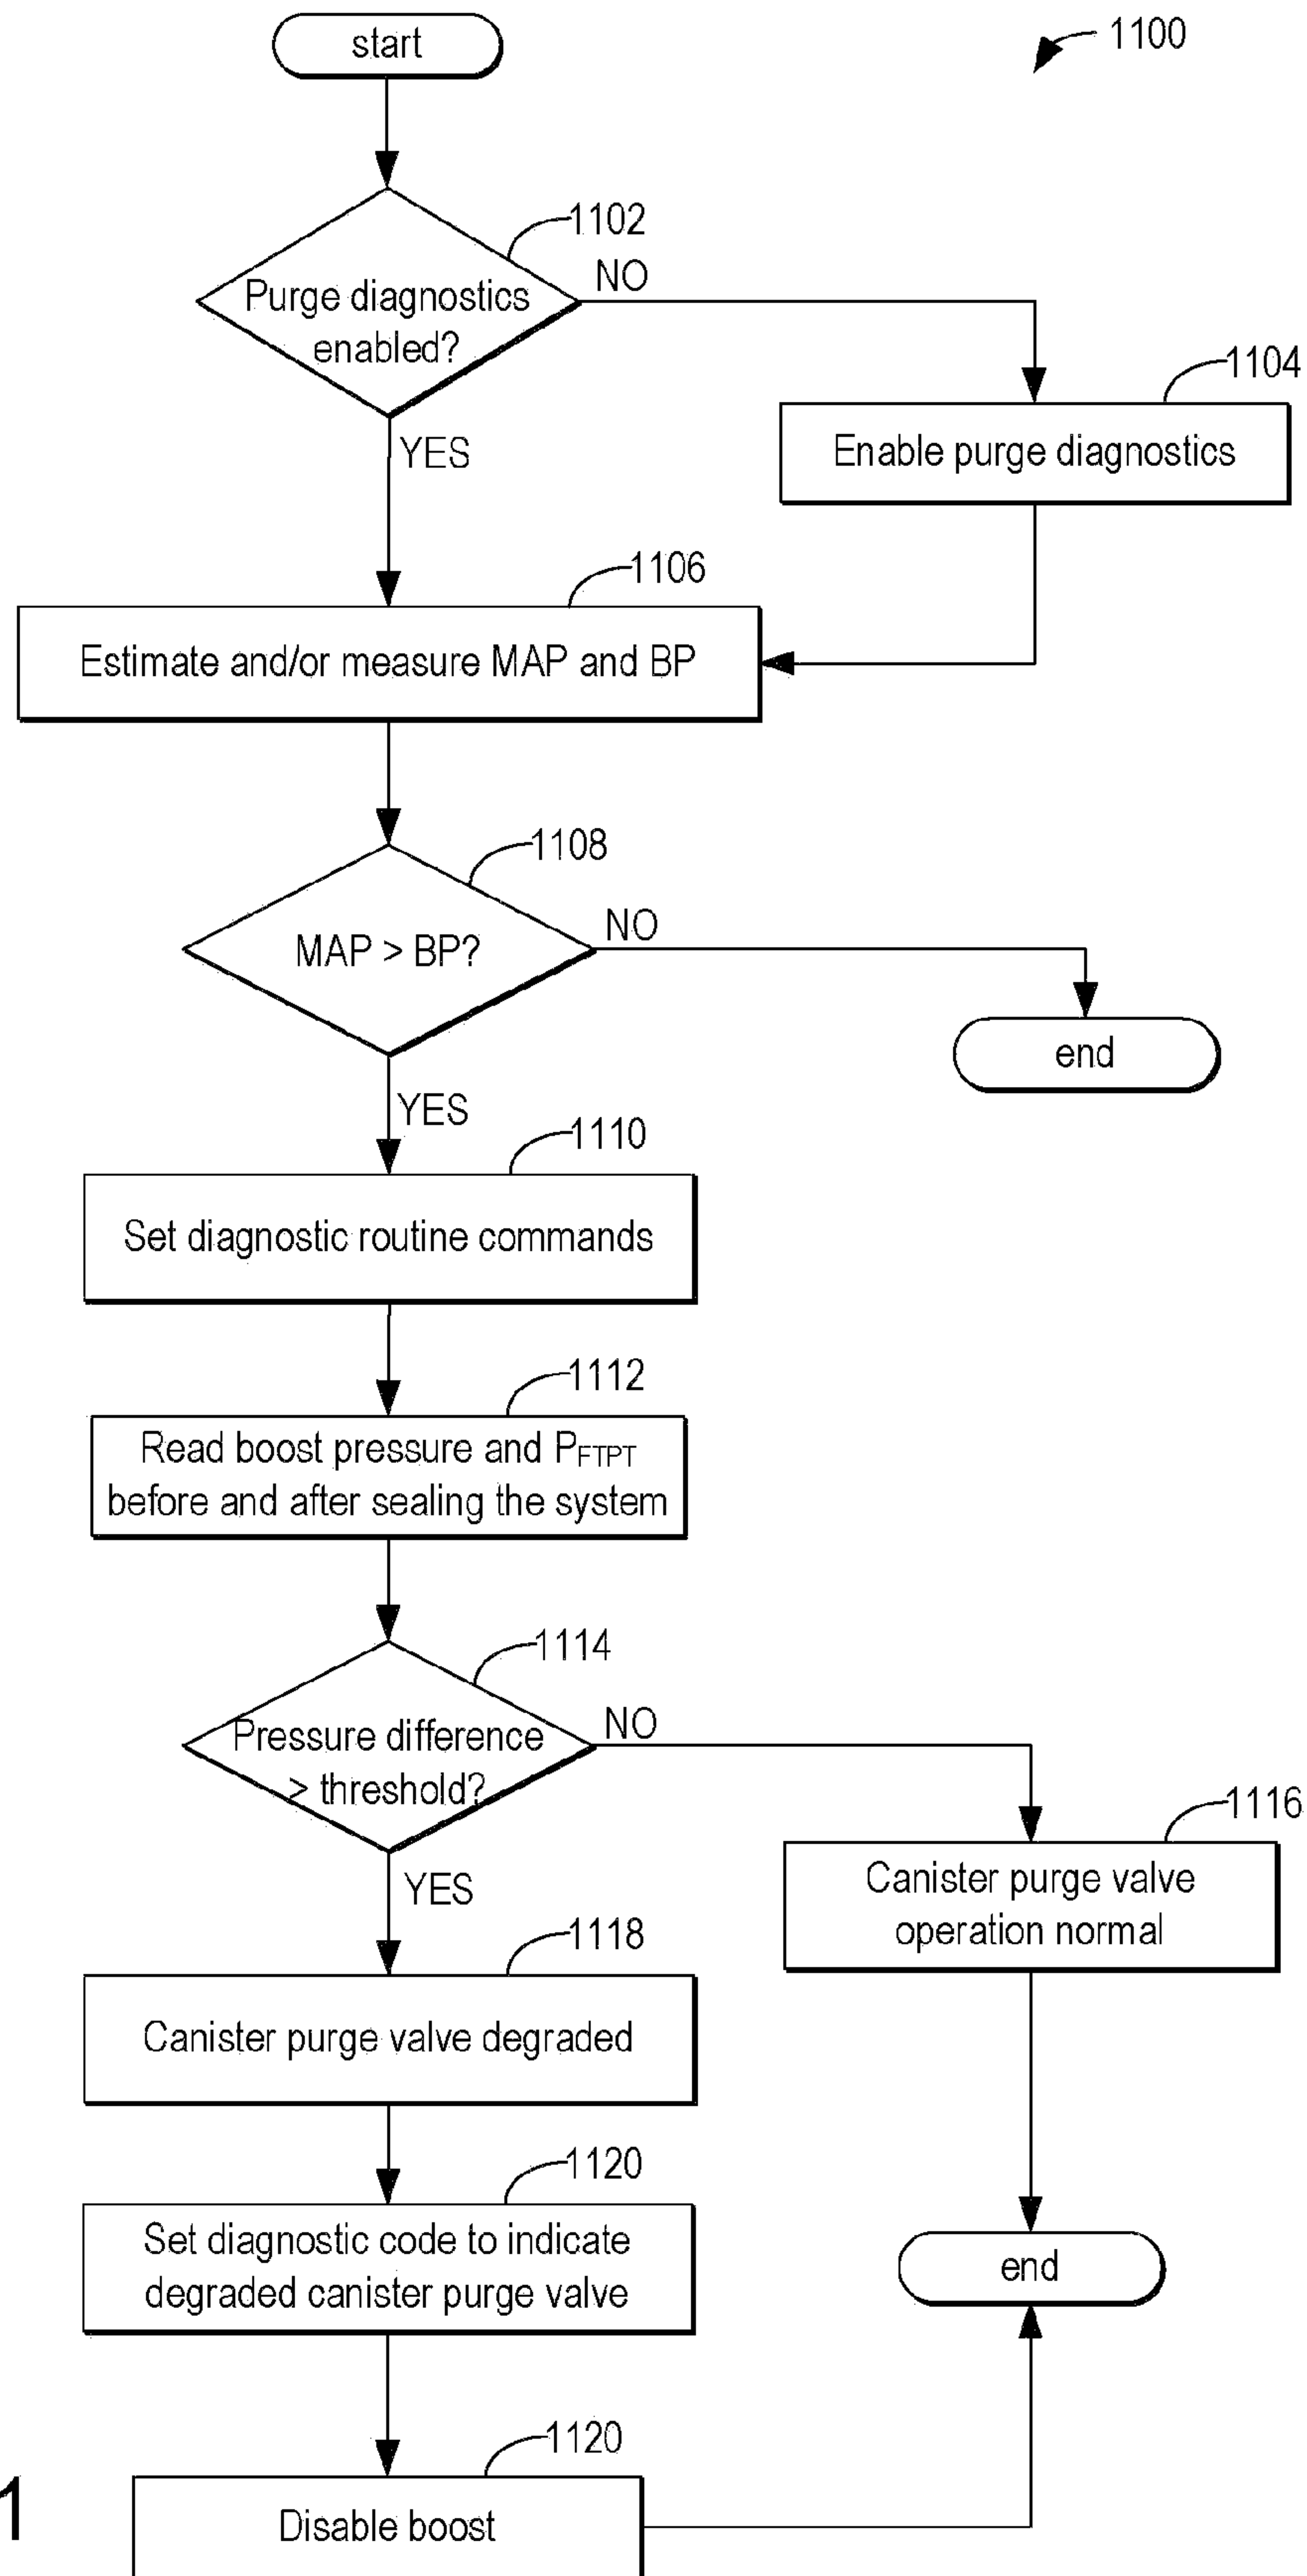 start
1100
1102
Purge diagnostics
enabled?
NO
YES
1104
Enable purge diagnostics
1106
Estimate and/or measure MAP and BP
1108
MAP > BP?
NO
end
YES
1110
Set diagnostic routine commands
1112
Read boost pressure and PFTPT
before and after sealing the system
1114
Pressure difference
> threshold?
NO
YES
1116
Canister purge valve
operation normal
1118
Canister purge valve degraded
1120
Set diagnostic code to indicate
degraded canister purge valve
end
1120
Disable boost
1